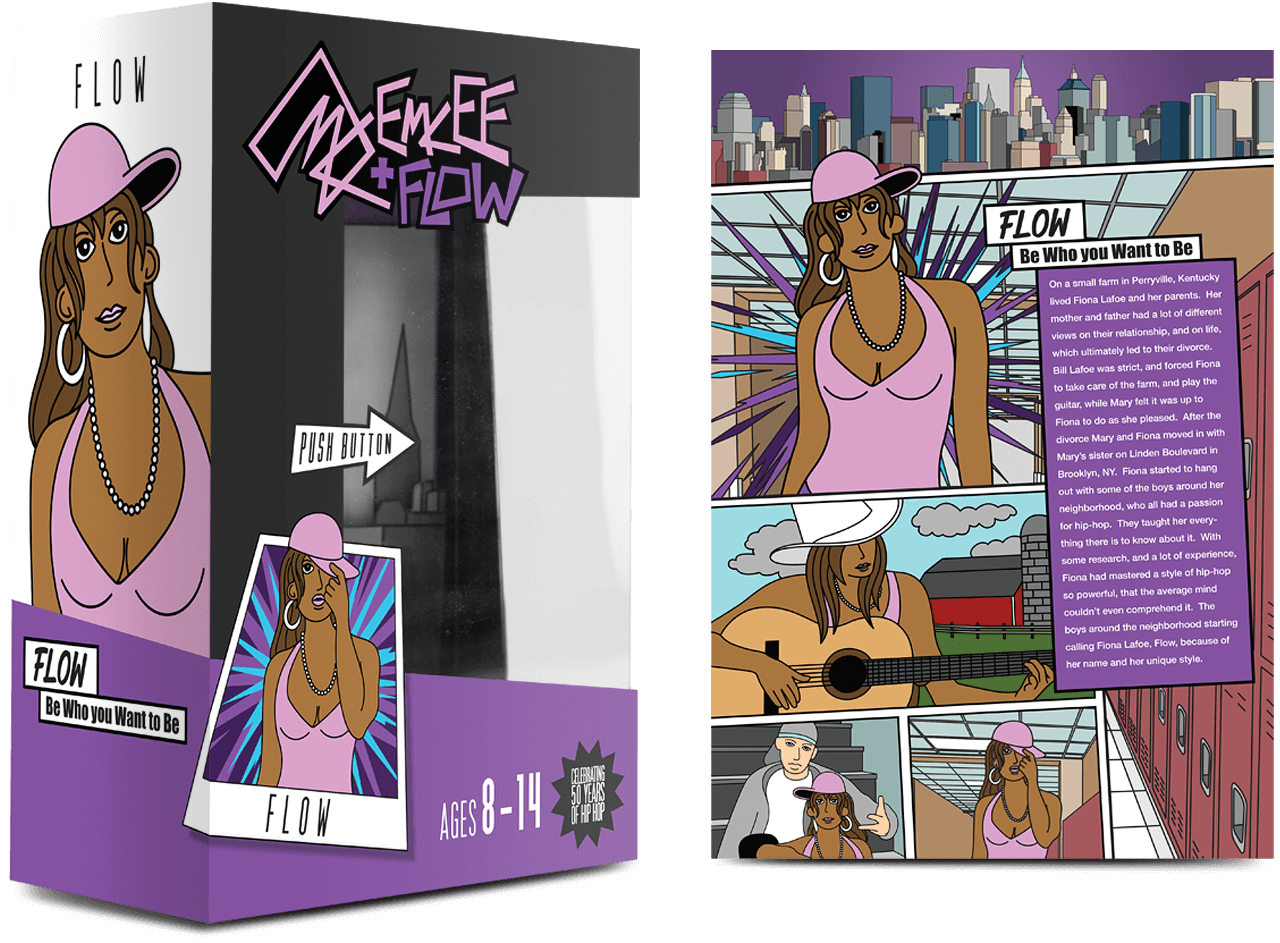 FLOW
EMCEE
+FLOW
PUSH BUTTON
FLOW
Be Who you Want to Be
FLOW
AGES 8-14
CELEBRATING
50 YEARS
OF HIP HOP
FLOW
Be Who you Want to Be
On a small farm in Perryville, Kentucky
lived Fiona Lafoe and her parents. Her
mother and father had a lot of different
views on their relationship, and on life,
which ultimately led to their divorce.
Bill Lafoe was strict, and forced Fiona
to take care of the farm, and play the
guitar, while Mary felt it was up to
Fiona to do as she pleased. After the
divorce Mary and Fiona moved in with
Mary's sister on Linden Boulevard in
Brooklyn, NY. Fiona started to hang
out with some of the boys around her
neighborhood, who all had a passion
for hip-hop. They taught her every-
thing there is to know about it. With
some research, and a lot of experience,
Fiona had mastered a style of hip-hop
so powerful, that the average mind
couldn't even comprehend it. The
boys around the neighborhood starting
calling Fiona Lafoe, Flow, because of
her name and her unique style.